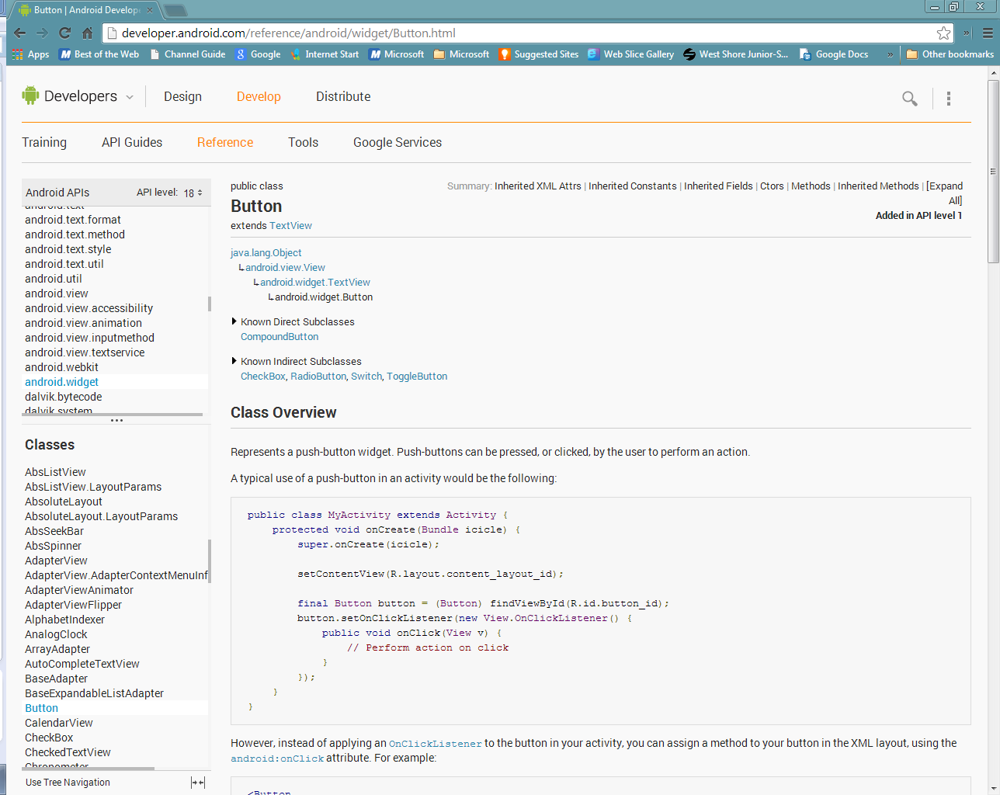 Button | Android Develop
developer.android.com/reference/android/widget/Button.html
Apps Best of the Web Channel Guide Google Internet Start Microsoft Microsoft Suggested Sites Web Slice Gallery West Shore Junior-S... Google Docs » Other bookmarks
Developers Design Develop Distribute
Training API Guides Reference Tools Google Services
Android APIs API level: 18
android.text
android.text.format
android.text.method
android.text.style
android.text.util
android.util
android.view
android.view.accessibility
android.view.animation
android.view.inputmethod
android.view.textservice
android.webkit
android.widget
dalvik.bytecode
dalvik.system
Classes
AbsListView
AbsListView.LayoutParams
AbsoluteLayout
AbsoluteLayout.LayoutParams
AbsSeekBar
AbsSpinner
AdapterView
AdapterView.AdapterContextMenuInf
AdapterViewAnimator
AdapterViewFlipper
AlphabetIndexer
AnalogClock
ArrayAdapter
AutoCompleteTextView
BaseAdapter
BaseExpandableListAdapter
Button
CalendarView
CheckBox
CheckedTextView
Chronometer
Use Tree Navigation
public class
Button
extends TextView
Summary: Inherited XML Attrs | Inherited Constants | Inherited Fields | Ctors | Methods | Inherited Methods | [Expand
All]
Added in API level 1
java.lang.Object
↳android.view.View
↳android.widget.TextView
↳android.widget.Button
Known Direct Subclasses
CompoundButton
Known Indirect Subclasses
CheckBox, RadioButton, Switch, ToggleButton
Class Overview
Represents a push-button widget. Push-buttons can be pressed, or clicked, by the user to perform an action.
A typical use of a push-button in an activity would be the following:
public class MyActivity extends Activity {
protected void onCreate(Bundle icicle) {
super.onCreate(icicle);
setContentView(R.layout.content_layout_id);
final Button button = (Button) findViewById(R.id.button_id);
button.setOnClickListener(new View.OnClickListener() {
public void onClick(View v) {
// Perform action on click
}
});
}
}
However, instead of applying an OnClickListener to the button in your activity, you can assign a method to your button in the XML layout, using the
android:onClick attribute. For example:
<Button